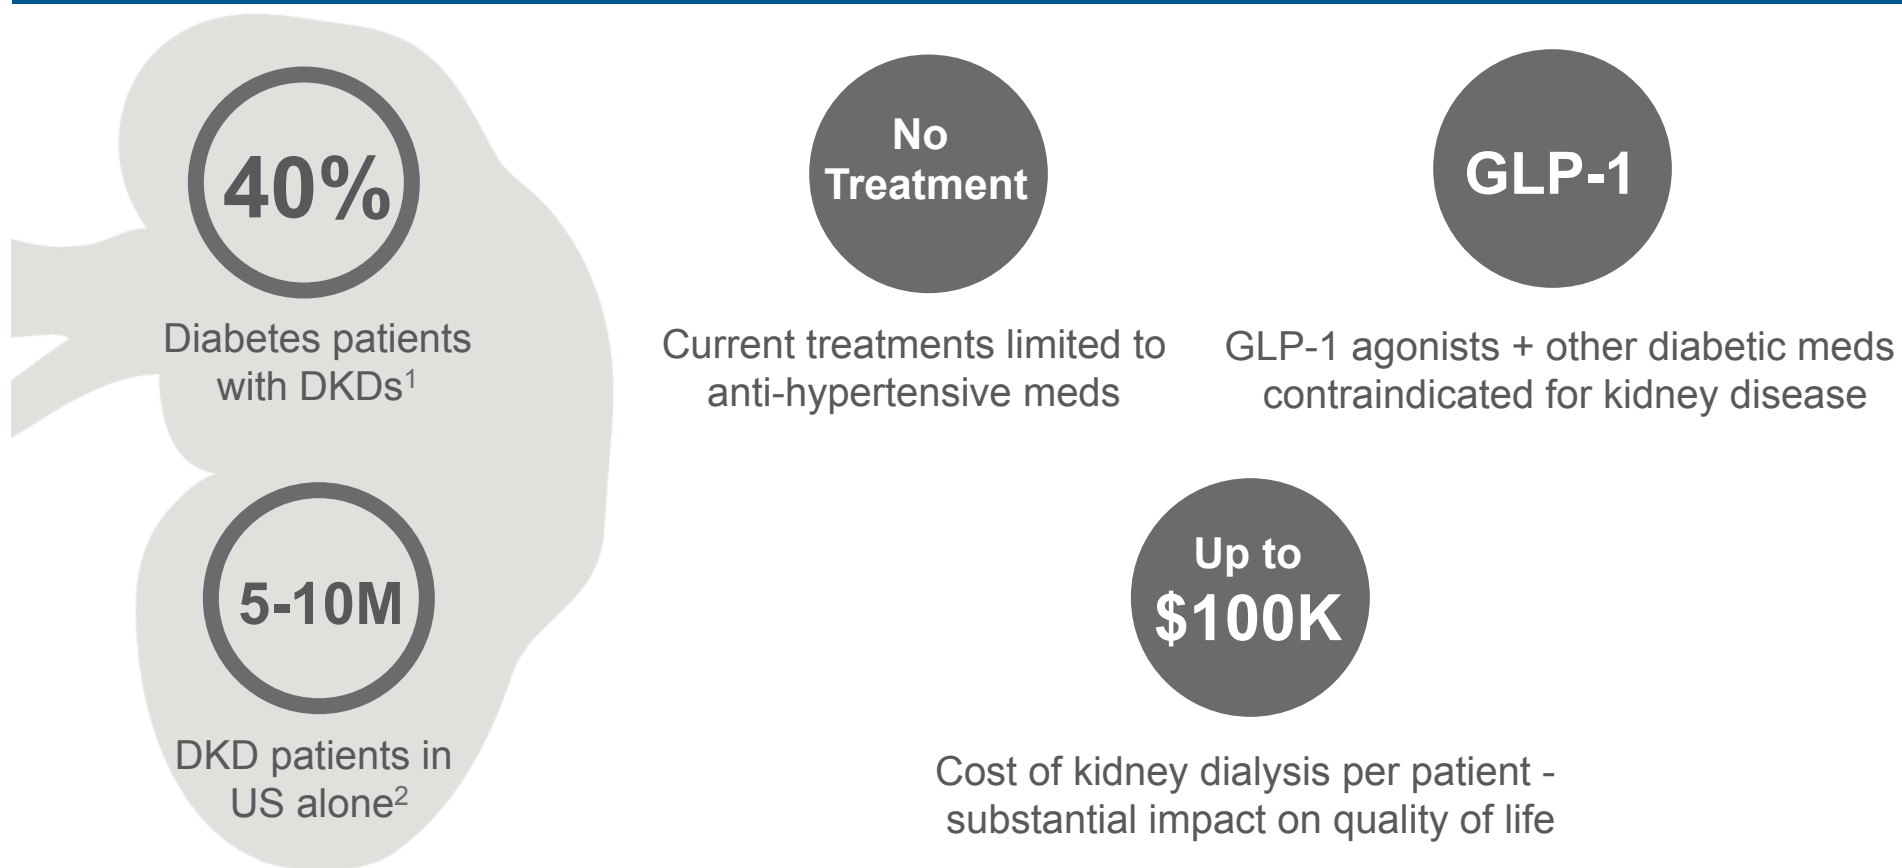 40%
Diabetes patients
with DKDs1
5-10M
DKD patients in
US alone2
No
Treatment
Current treatments limited to
anti-hypertensive meds
GLP-1
GLP-1 agonists + other diabetic meds
contraindicated for kidney disease
Up to
$100K
Cost of kidney dialysis per patient -
substantial impact on quality of life